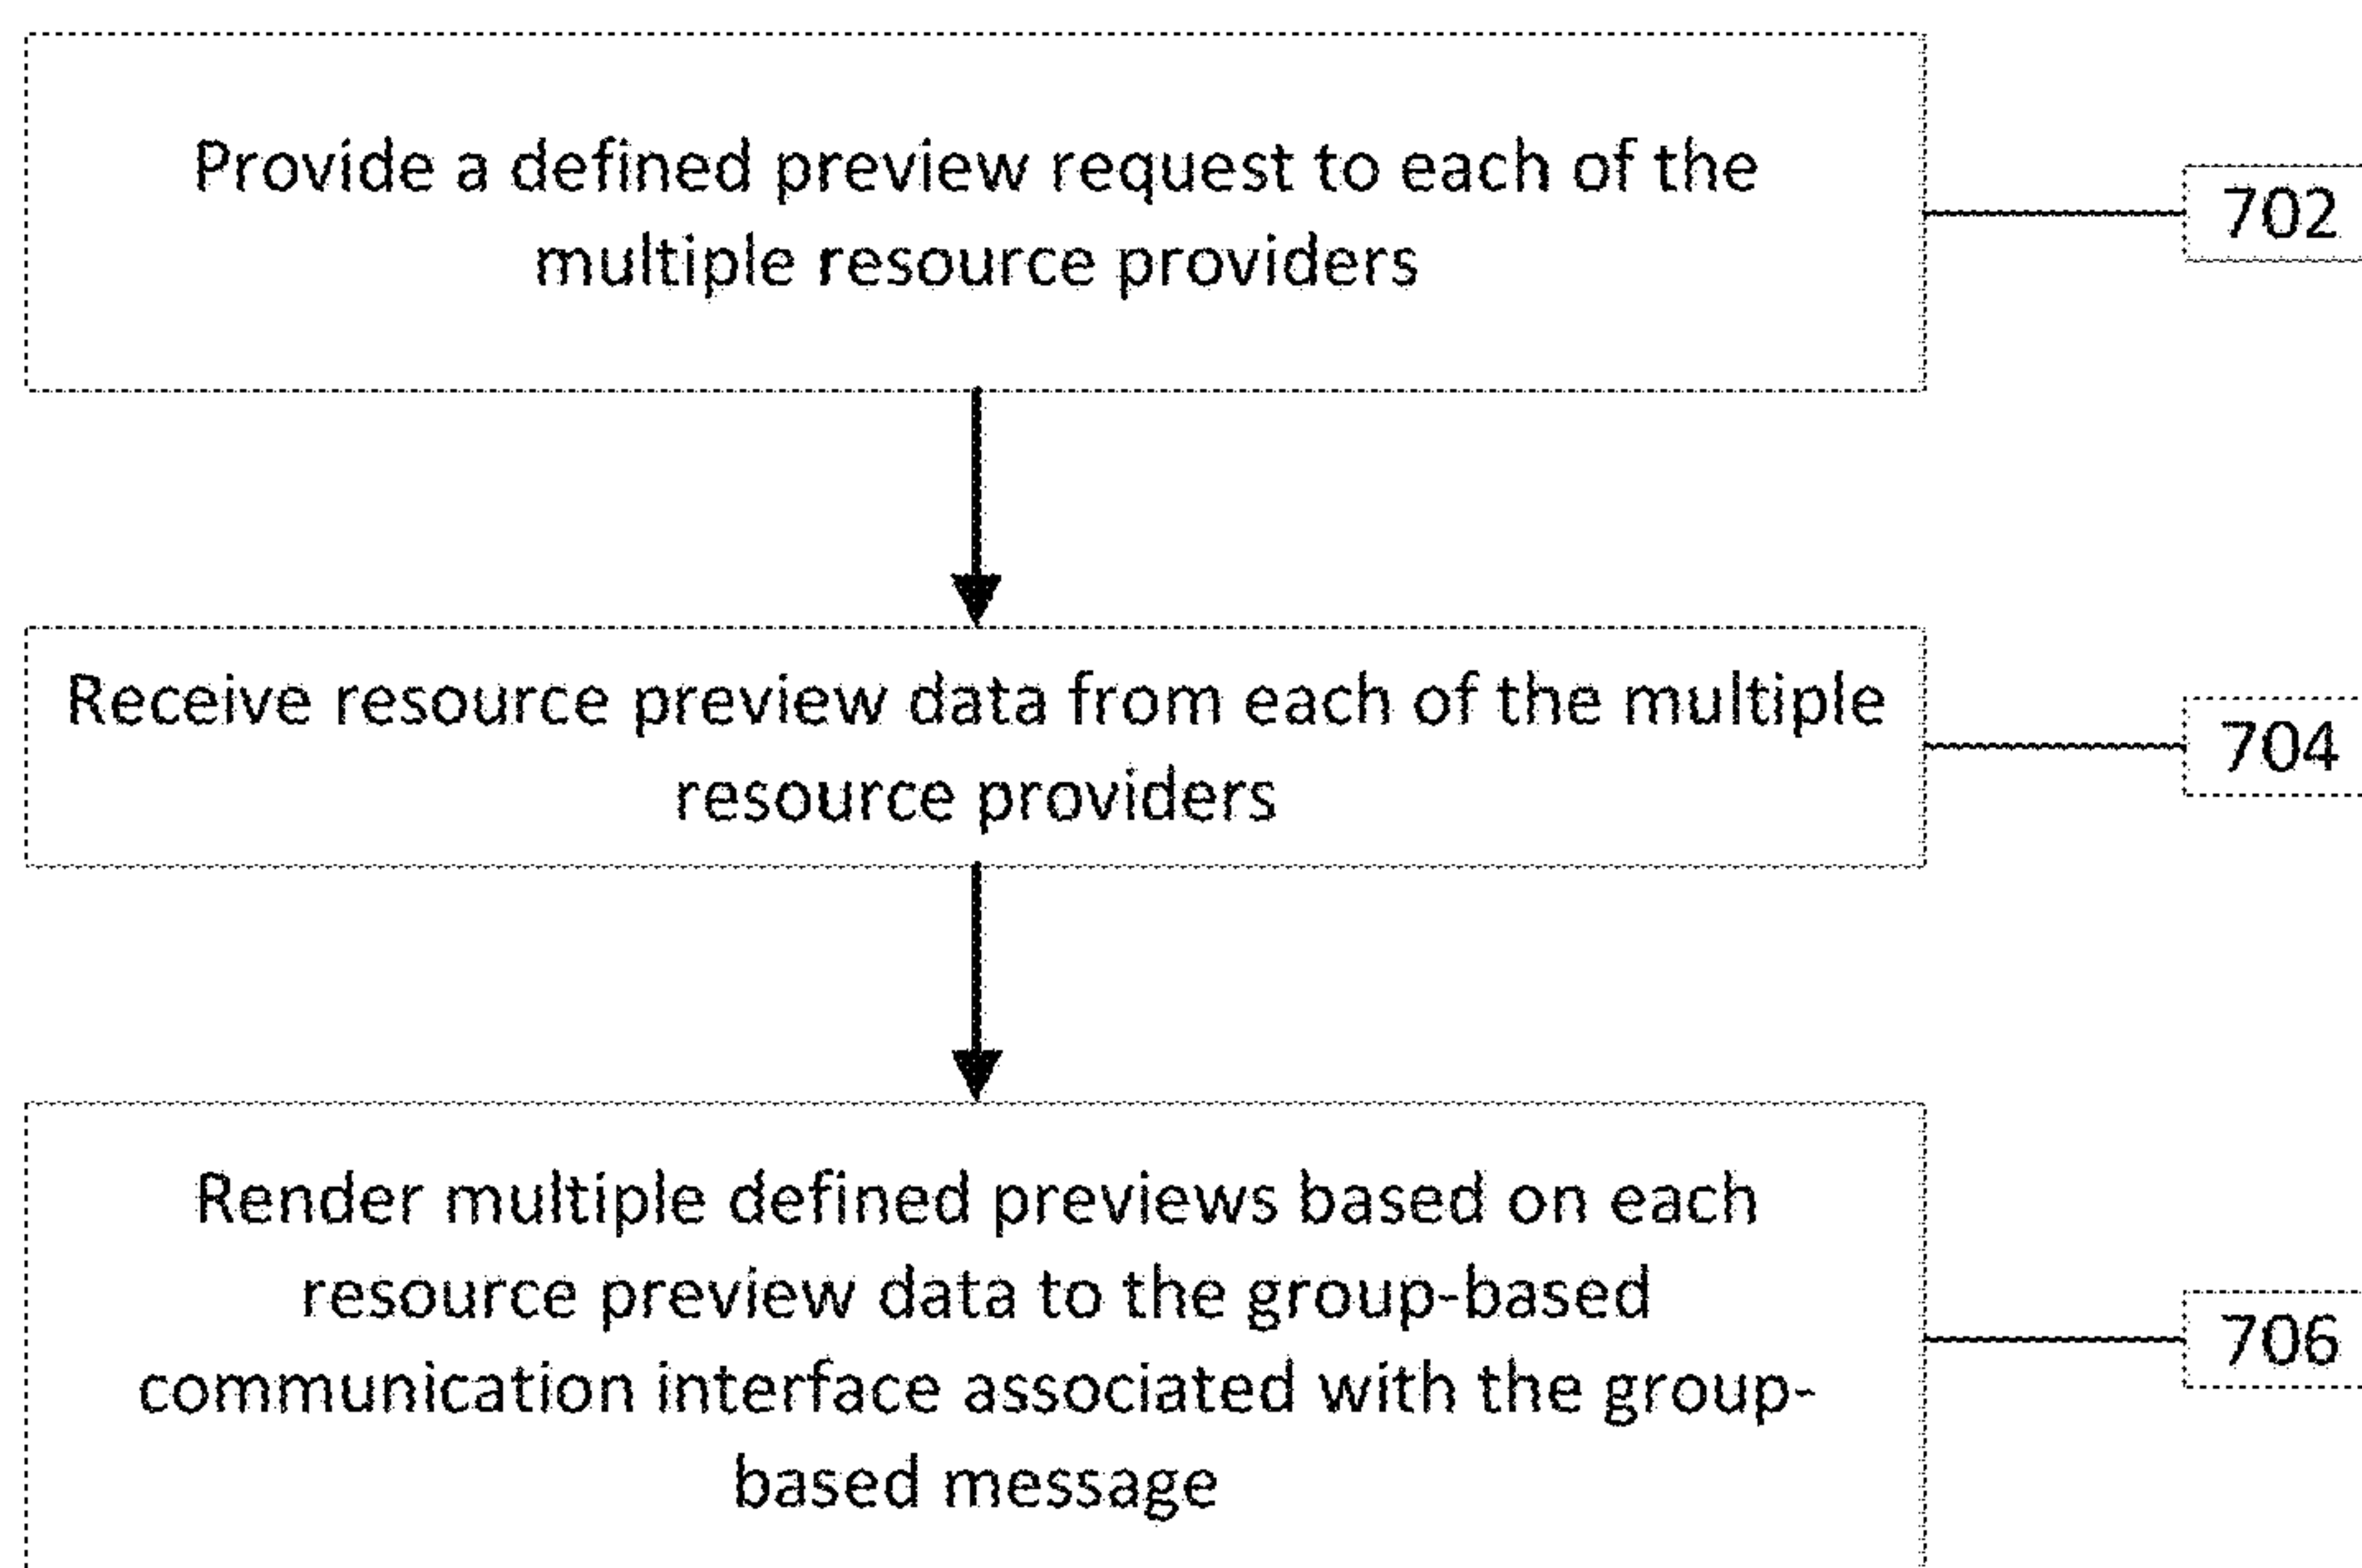 Provide a defined preview request to each of the
multiple resource providers
702
Receive resource preview data from each of the multiple
resource providers
704
Render multiple defined previews based on each
resource preview data to the group-based
communication interface associated with the group-
based message
706